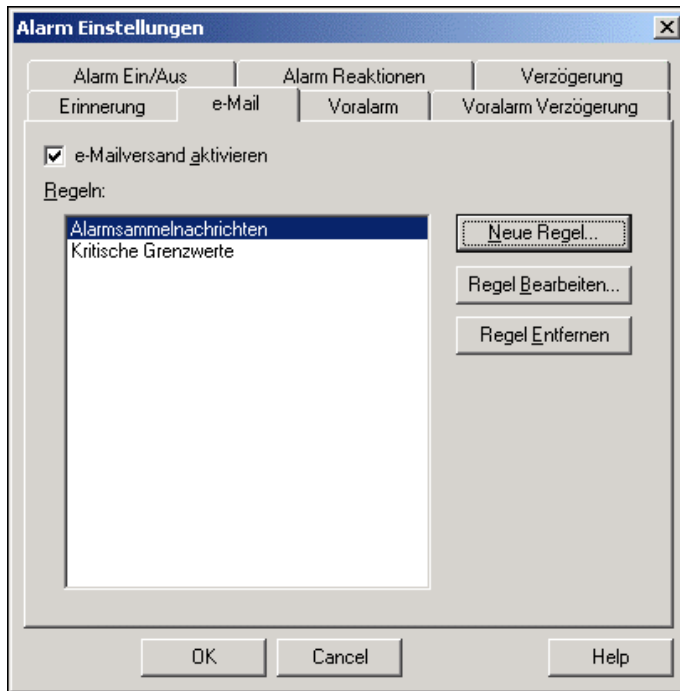 Alarm Einstellungen
Alarm Ein/Aus
Alarm Reaktionen
Verzögerung
Erinnerung
e-Mail
Voralarm
Voralarm Verzögerung
e-Mailversand aktivieren
Regeln:
Alarmsammelnachrichten
Kritische Grenzwerte
Neue Regel...
Regel Bearbeiten...
Regel Entfernen
OK
Cancel
Help